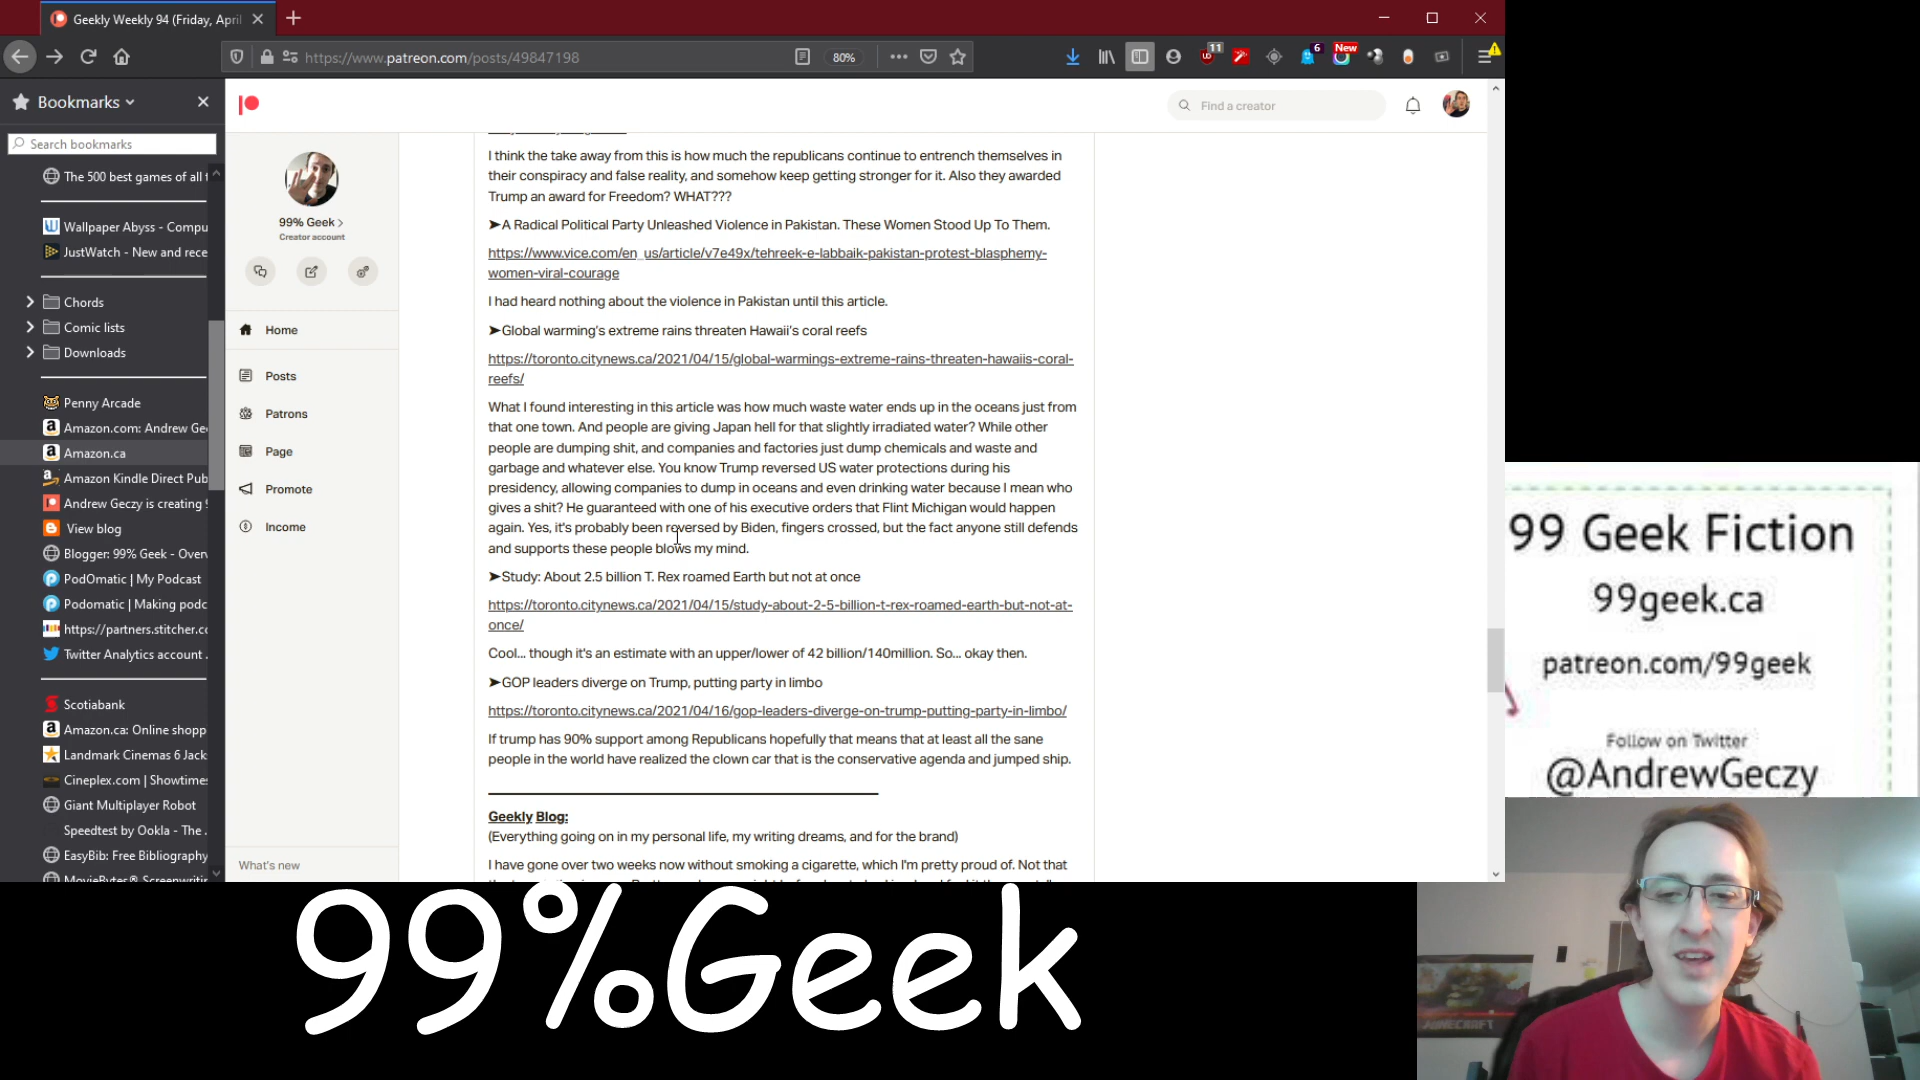 Geekly Weekly 94 (Friday, April
https://www.patreon.com/posts/49847198
80%
11
6
New
Bookmarks
Search bookmarks
The 500 best games of all t
Wallpaper Abyss - Compu
JustWatch - New and rece
Chords
Comic lists
Downloads
Penny Arcade
Amazon.com: Andrew Ge
Amazon.ca
Amazon Kindle Direct Pub
Andrew Geczy is creating 9
View blog
Blogger: 99% Geek - Overv
PodOmatic | My Podcast
Podomatic | Making podc
https://partners.stitcher.co
Twitter Analytics account .
Scotiabank
Amazon.ca: Online shopp
Landmark Cinemas 6 Jack
Cineplex.com | Showtimes
Giant Multiplayer Robot
Speedtest by Ookla - The .
EasyBib: Free Bibliography
MovieBytes® Screenwritin
Find a creator
99% Geek >
Creator account
Home
Posts
Patrons
Page
Promote
Income
What's new
I think the take away from this is how much the republicans continue to entrench themselves in
their conspiracy and false reality, and somehow keep getting stronger for it. Also they awarded
Trump an award for Freedom? WHAT???
➤A Radical Political Party Unleashed Violence in Pakistan. These Women Stood Up To Them.
https://www.vice.com/en_us/article/v7e49x/tehreek-e-labbaik-pakistan-protest-blasphemy-
women-viral-courage
I had heard nothing about the violence in Pakistan until this article.
➤Global warming's extreme rains threaten Hawaii's coral reefs
https://toronto.citynews.ca/2021/04/15/global-warmings-extreme-rains-threaten-hawaiis-coral-
reefs/
What I found interesting in this article was how much waste water ends up in the oceans just from
that one town. And people are giving Japan hell for that slightly irradiated water? While other
people are dumping shit, and companies and factories just dump chemicals and waste and
garbage and whatever else. You know Trump reversed US water protections during his
presidency, allowing companies to dump in oceans and even drinking water because I mean who
gives a shit? He guaranteed with one of his executive orders that Flint Michigan would happen
again. Yes, it's probably been reversed by Biden, fingers crossed, but the fact anyone still defends
and supports these people blows my mind.
➤Study: About 2.5 billion T. Rex roamed Earth but not at once
https://toronto.citynews.ca/2021/04/15/study-about-2-5-billion-t-rex-roamed-earth-but-not-at-
once/
Cool... though it's an estimate with an upper/lower of 42 billion/140million. So... okay then.
➤GOP leaders diverge on Trump, putting party in limbo
https://toronto.citynews.ca/2021/04/16/gop-leaders-diverge-on-trump-putting-party-in-limbo/
If trump has 90% support among Republicans hopefully that means that at least all the sane
people in the world have realized the clown car that is the conservative agenda and jumped ship.
Geekly Blog:
(Everything going on in my personal life, my writing dreams, and for the brand)
I have gone over two weeks now without smoking a cigarette, which I'm pretty proud of. Not that
99 Geek Fiction
99geek.ca
patreon.com/99geek
Follow on Twitter
@AndrewGeczy
99%Geek
MINECRAFT